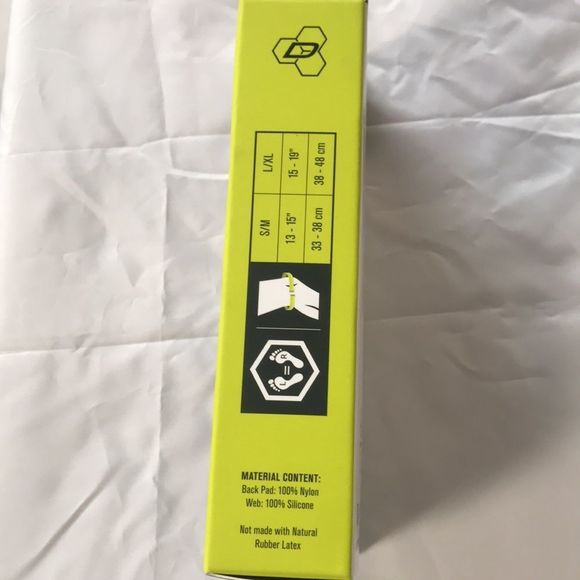 D
S/M L/XL
13 - 15" 15 - 19"
33 - 38 cm 38 - 48 cm
L = R
MATERIAL CONTENT:
Back Pad: 100% Nylon
Web: 100% Silicone
Not made with Natural
Rubber Latex